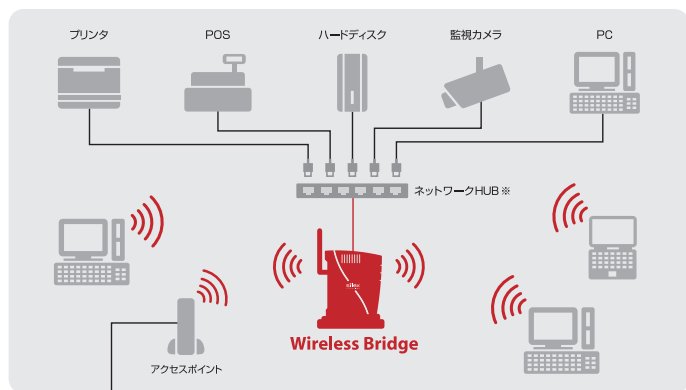 プリンタ
POS
ハードディスク
監視カメラ
PC
ネットワークHUB※
silex
Wireless Bridge
アクセスポイント